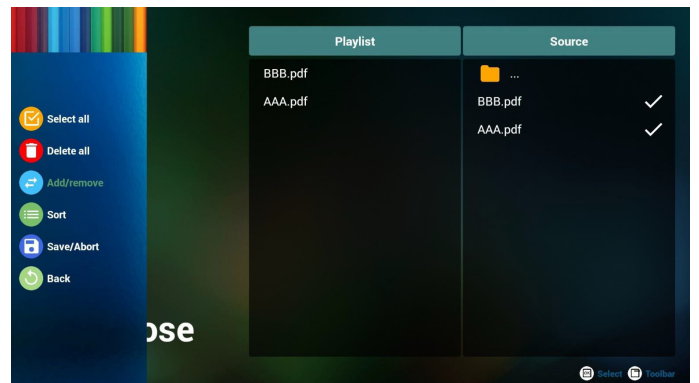 Playlist
Source
BBB.pdf
AAA.pdf
...
BBB.pdf
AAA.pdf
Select all
Delete all
Add/remove
Sort
Save/Abort
Back
ose
Select
Toolbar